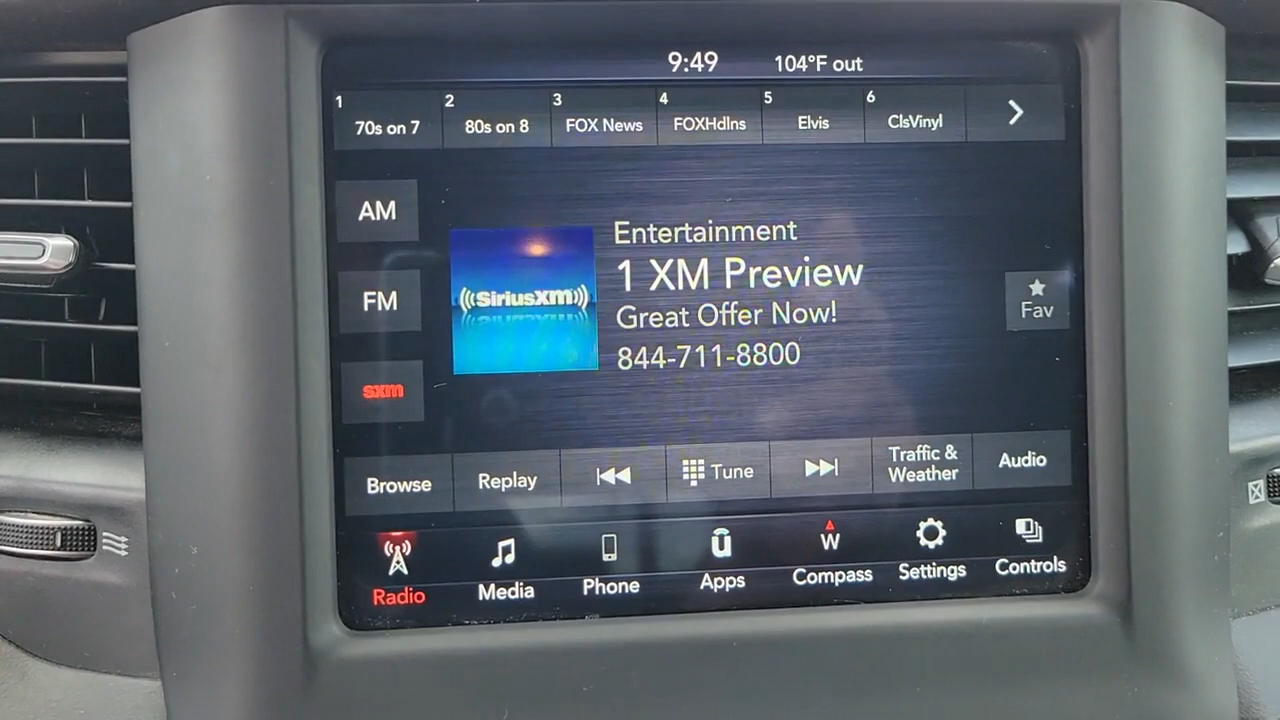 9:49 104°F out
1 70s on 7
2 80s on 8
3 FOX News
4 FOXHdlns
5 Elvis
6 ClsVinyl
AM
FM
sxm
((SiriusXM))
Entertainment
1 XM Preview
Great Offer Now!
844-711-8800
Fav
Browse
Replay
Tune
Traffic &
Weather
Audio
Radio
Media
Phone
Apps
W
Compass
Settings
Controls